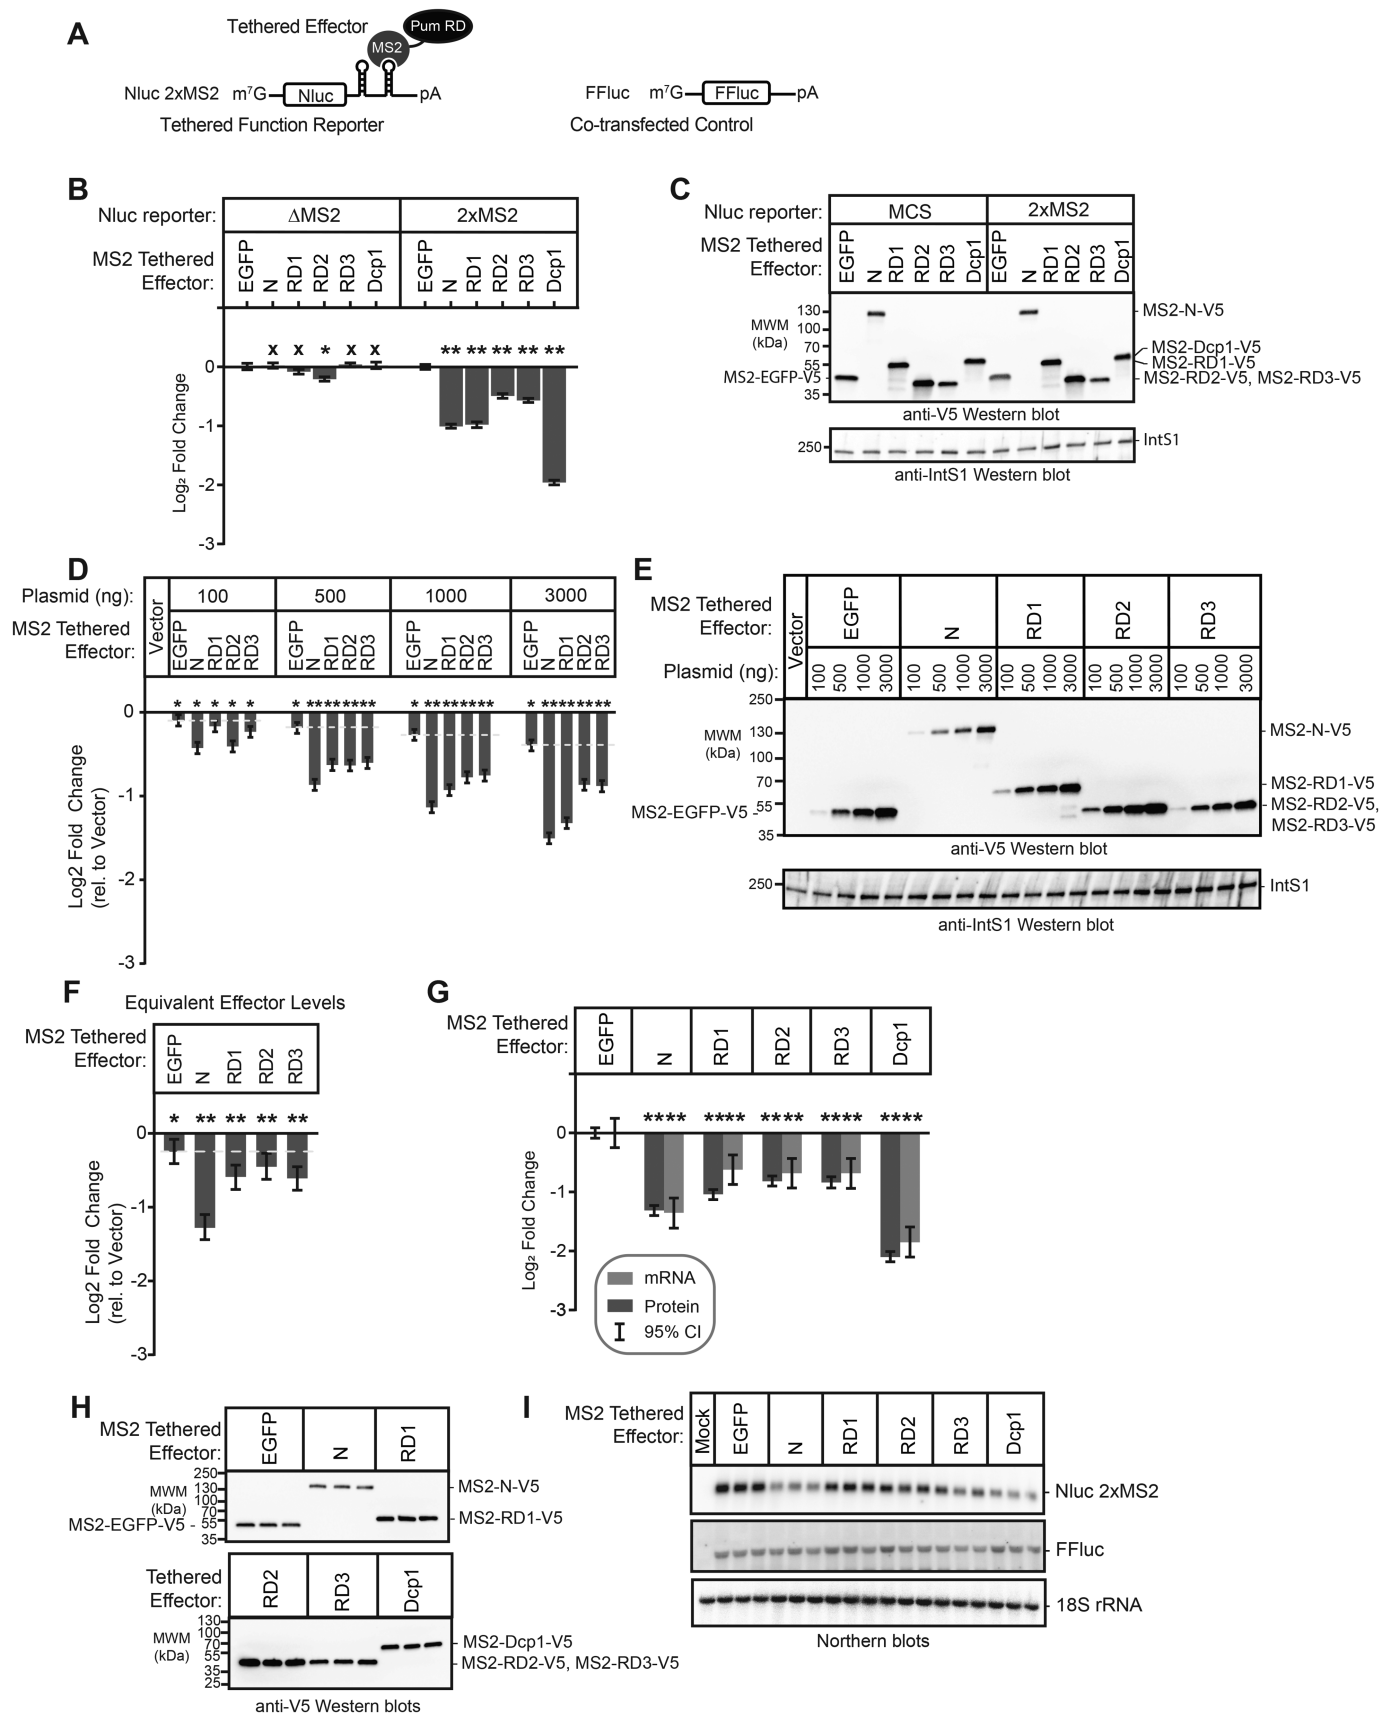 A
Tethered Effector
Pum RD
MS2
Nluc 2xMS2 m⁷G Nluc pA
FFluc m⁷G FFluc pA
Tethered Function Reporter
Co-transfected Control
B
Nluc reporter: ΔMS2 2xMS2
MS2 Tethered
Effector:
EGFP N RD1 RD2 RD3 Dcp1 EGFP N RD1 RD2 RD3 Dcp1
x x * x x ** ** ** ** **
0
-1
-2
-3
Log₂ Fold Change
C
Nluc reporter: MCS 2xMS2
MS2 Tethered
Effector:
EGFP N RD1 RD2 RD3 Dcp1 EGFP N RD1 RD2 RD3 Dcp1
MWM
(kDa)
130
100
70
55
35
MS2-EGFP-V5
MS2-N-V5
MS2-Dcp1-V5
MS2-RD1-V5
MS2-RD2-V5, MS2-RD3-V5
anti-V5 Western blot
250
IntS1
anti-IntS1 Western blot
D
Plasmid (ng): Vector 100 500 1000 3000
MS2 Tethered
Effector:
EGFP N RD1 RD2 RD3 EGFP N RD1 RD2 RD3 EGFP N RD1 RD2 RD3 EGFP N RD1 RD2 RD3
* * * * * * ******** * ******** * ********
0
-1
-2
-3
Log2 Fold Change
(rel. to Vector)
E
MS2 Tethered
Effector:
Vector EGFP N RD1 RD2 RD3
Plasmid (ng): 100 500 1000 3000 100 500 1000 3000 100 500 1000 3000 100 500 1000 3000 100 500 1000 3000
MWM
(kDa)
250
130
100
70
55
35
MS2-EGFP-V5
MS2-N-V5
MS2-RD1-V5
MS2-RD2-V5,
MS2-RD3-V5
anti-V5 Western blot
250
IntS1
anti-IntS1 Western blot
F
Equivalent Effector Levels
MS2 Tethered
Effector:
EGFP N RD1 RD2 RD3
* ** ** ** **
0
-1
-2
-3
Log2 Fold Change
(rel. to Vector)
G
MS2 Tethered
Effector:
EGFP N RD1 RD2 RD3 Dcp1
**** **** **** **** ****
0
-1
-2
-3
Log₂ Fold Change
mRNA
Protein
95% CI
H
MS2 Tethered
Effector:
EGFP N RD1
MWM
(kDa)
250
130
100
70
55
35
MS2-EGFP-V5
MS2-N-V5
MS2-RD1-V5
Tethered
Effector:
RD2 RD3 Dcp1
MWM
(kDa)
130
100
70
55
35
25
MS2-Dcp1-V5
MS2-RD2-V5, MS2-RD3-V5
anti-V5 Western blots
I
MS2 Tethered
Effector:
Mock EGFP N RD1 RD2 RD3 Dcp1
Nluc 2xMS2
FFluc
18S rRNA
Northern blots